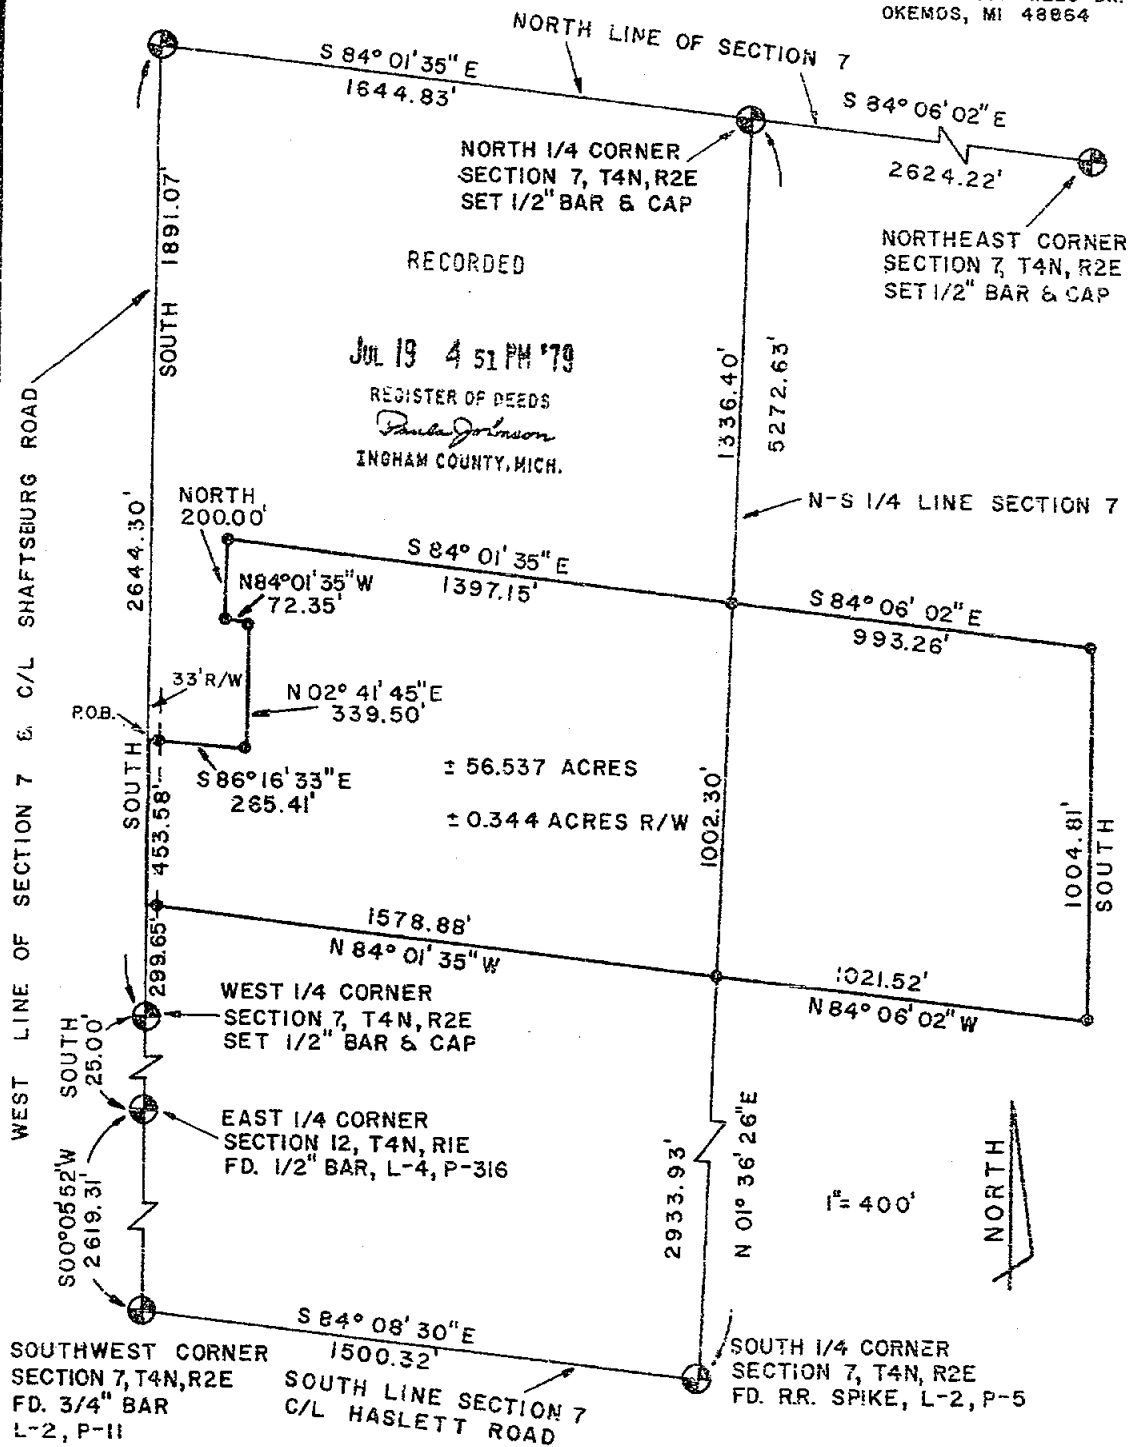 OKEMOS, MI 48864
NORTH LINE OF SECTION 7
S 84° 01' 35" E
1644.83'
S 84° 06' 02" E
2624.22'
NORTH 1/4 CORNER
SECTION 7, T4N, R2E
SET 1/2" BAR & CAP
NORTHEAST CORNER
SECTION 7, T4N, R2E
SET 1/2" BAR & CAP
SOUTH 1891.07'
RECORDED
JUL 19 4 51 PM '79
REGISTER OF DEEDS
Paula Johnson
INGHAM COUNTY, MICH.
1336.40'
5272.63'
WEST LINE OF SECTION 7 & C/L SHAFTSBURG ROAD
2644.30'
SOUTH
NORTH
200.00'
N-S 1/4 LINE SECTION 7
S 84° 01' 35" E
1397.15'
N84°01'35"W
72.35'
S 84° 06' 02" E
993.26'
33' R/W
P.O.B.
N 02° 41' 45" E
339.50'
S 86° 16' 33" E
265.41'
453.58'
± 56.537 ACRES
± 0.344 ACRES R/W
1002.30'
1004.81'
SOUTH
1578.88'
N 84° 01' 35" W
1021.52'
N 84° 06' 02" W
299.65'
WEST 1/4 CORNER
SECTION 7, T4N, R2E
SET 1/2" BAR & CAP
SOUTH
25.00'
EAST 1/4 CORNER
SECTION 12, T4N, R1E
FD. 1/2" BAR, L-4, P-316
S00°05'52"W
2619.31'
2933.93'
N 01° 36' 26" E
1"= 400'
NORTH
S 84° 08' 30" E
1500.32'
SOUTHWEST CORNER
SECTION 7, T4N, R2E
FD. 3/4" BAR
L-2, P-11
SOUTH LINE SECTION 7
C/L HASLETT ROAD
SOUTH 1/4 CORNER
SECTION 7, T4N, R2E
FD. R.R. SPIKE, L-2, P-5